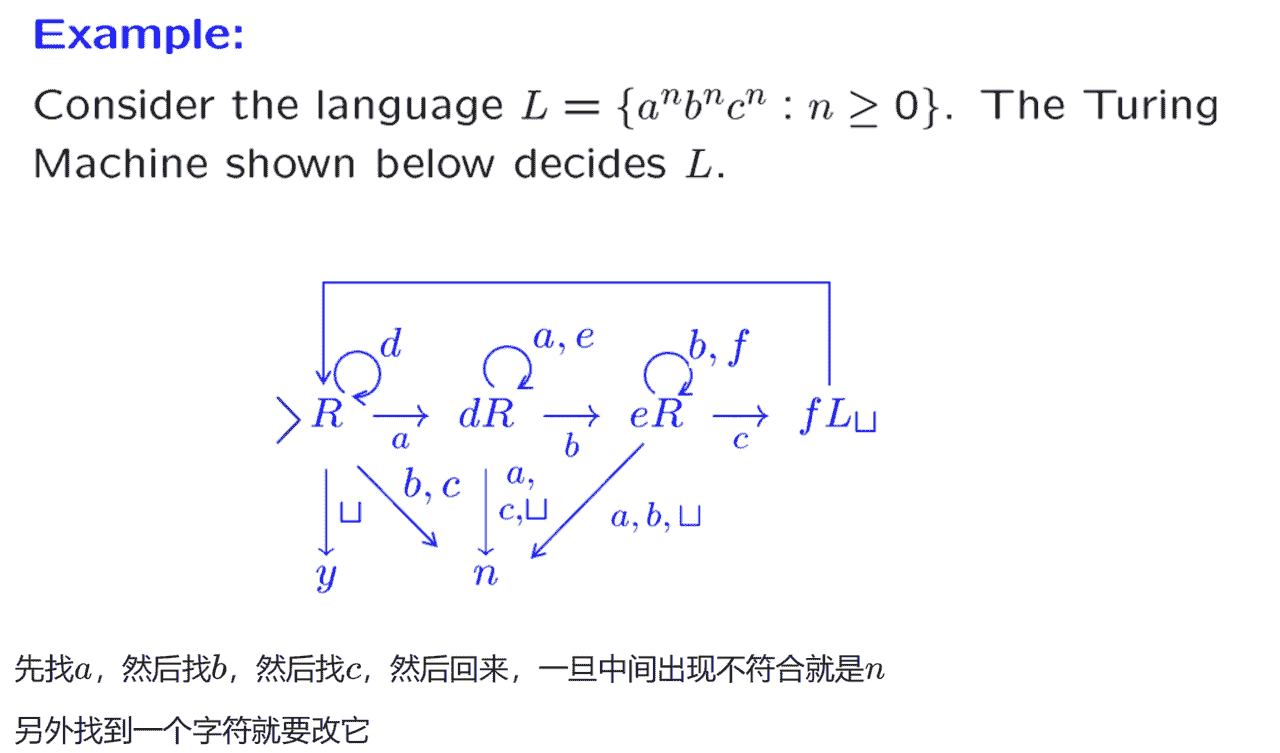 Example:
Consider the language L = {aⁿbⁿcⁿ : n ≥ 0}. The Turing
Machine shown below decides L.
d a, e b, f
R a dR b eR c fL⊔
⊔ b, c a, c,⊔ a, b, ⊔
y n
先找a，然后找b，然后找c，然后回来，一旦中间出现不符合就是n
另外找到一个字符就要改它